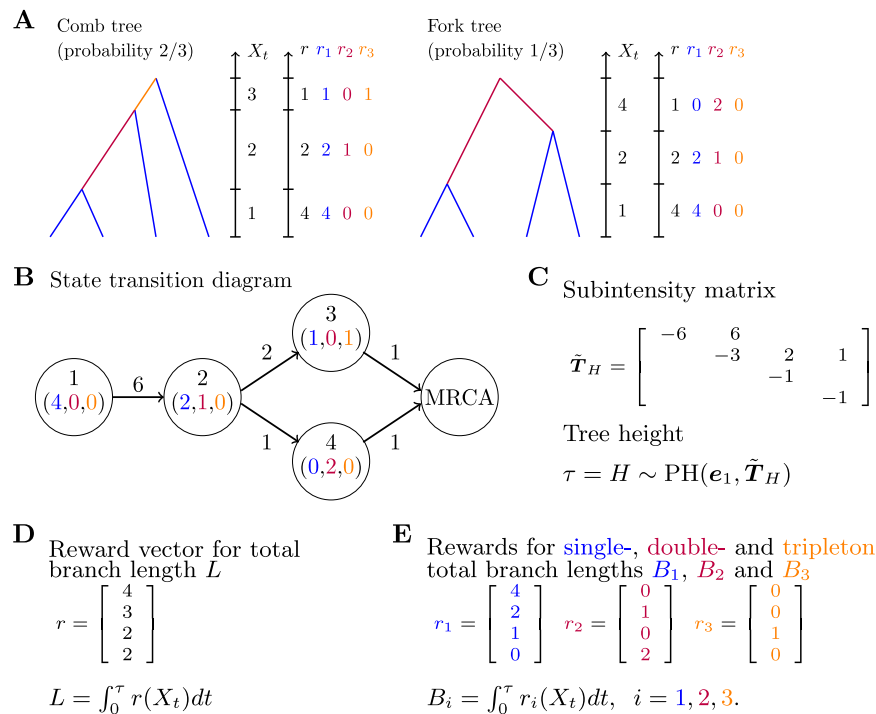 A
Comb tree
(probability 2/3)
X_t r r_1 r_2 r_3
3 1 1 0 1
2 2 2 1 0
1 4 4 0 0
Fork tree
(probability 1/3)
X_t r r_1 r_2 r_3
4 1 0 2 0
2 2 2 1 0
1 4 4 0 0
B State transition diagram
1
(4,0,0)
6
2
(2,1,0)
2
1
3
(1,0,1)
4
(0,2,0)
1
1
MRCA
C
Subintensity matrix
T̃_H = [ −6 6
−3 2 1
−1
−1 ]
Tree height
τ = H ∼ PH(e_1, T̃_H)
D
Reward vector for total
branch length L
r = [ 4
3
2
2 ]
L = ∫_0^τ r(X_t)dt
E
Rewards for single-, double- and tripleton
total branch lengths B_1, B_2 and B_3
r_1 = [ 4 2 1 0 ] r_2 = [ 0 1 0 2 ] r_3 = [ 0 0 1 0 ]
B_i = ∫_0^τ r_i(X_t)dt, i = 1, 2, 3.